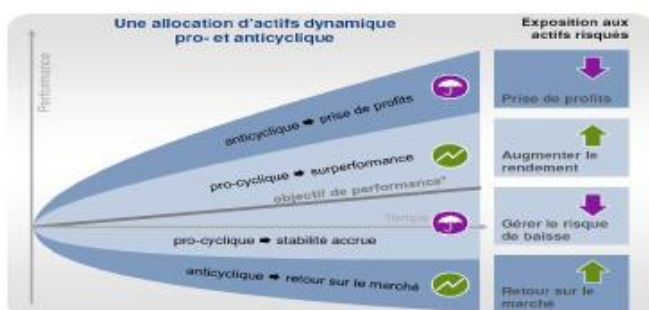 Une allocation d'actifs dynamique
pro- et anticyclique
Exposition aux
actifs risqués
Performance
anticyclique ➡ prise de profits
Prise de profits
pro-cyclique ➡ surperformance
Augmenter le
rendement
objectif de performance*
Temps
pro-cyclique ➡ stabilité accrue
Gérer le risque
de baisse
anticyclique ➡ retour sur le marché
Retour sur le
marché